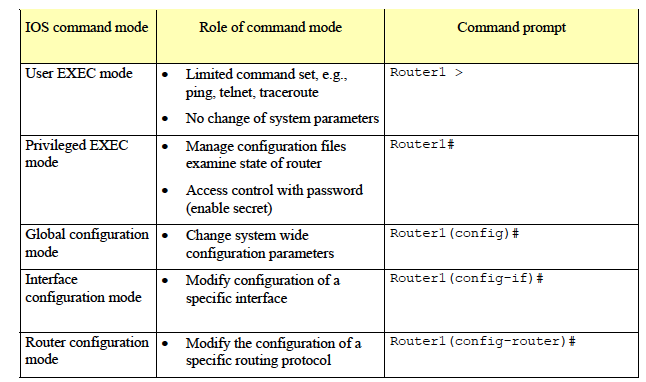 IOS command mode
Role of command mode
Command prompt
User EXEC mode
• Limited command set, e.g.,
ping, telnet, traceroute
• No change of system parameters
Router1 >
Privileged EXEC
mode
• Manage configuration files
examine state of router
• Access control with password
(enable secret)
Router1#
Global configuration
mode
• Change system wide
configuration parameters
Router1(config)#
Interface
configuration mode
• Modify configuration of a
specific interface
Router1(config-if)#
Router configuration
mode
• Modify the configuration of a
specific routing protocol
Router1(config-router)#